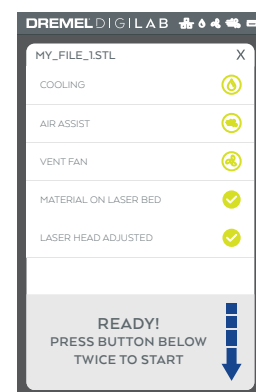 DREMEL DIGILAB
MY_FILE_1.STL X
COOLING
AIR ASSIST
VENT FAN
MATERIAL ON LASER BED
LASER HEAD ADJUSTED
READY!
PRESS BUTTON BELOW
TWICE TO START